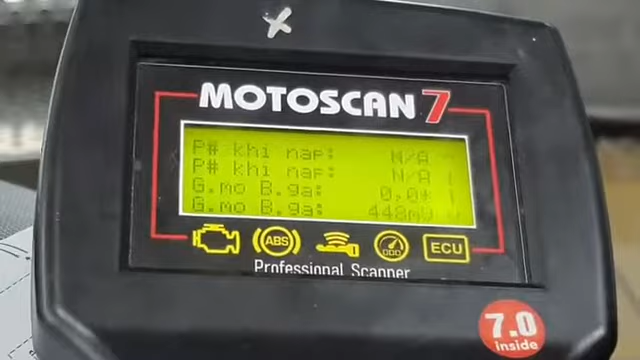 MOTOSCAN 7
P# khi nap: N/A
P# khi nap: N/A
G.mo B.ga: 0,0°
G.mo B.ga: 448mV
ABS
ECU
Professional Scanner
7.0
inside